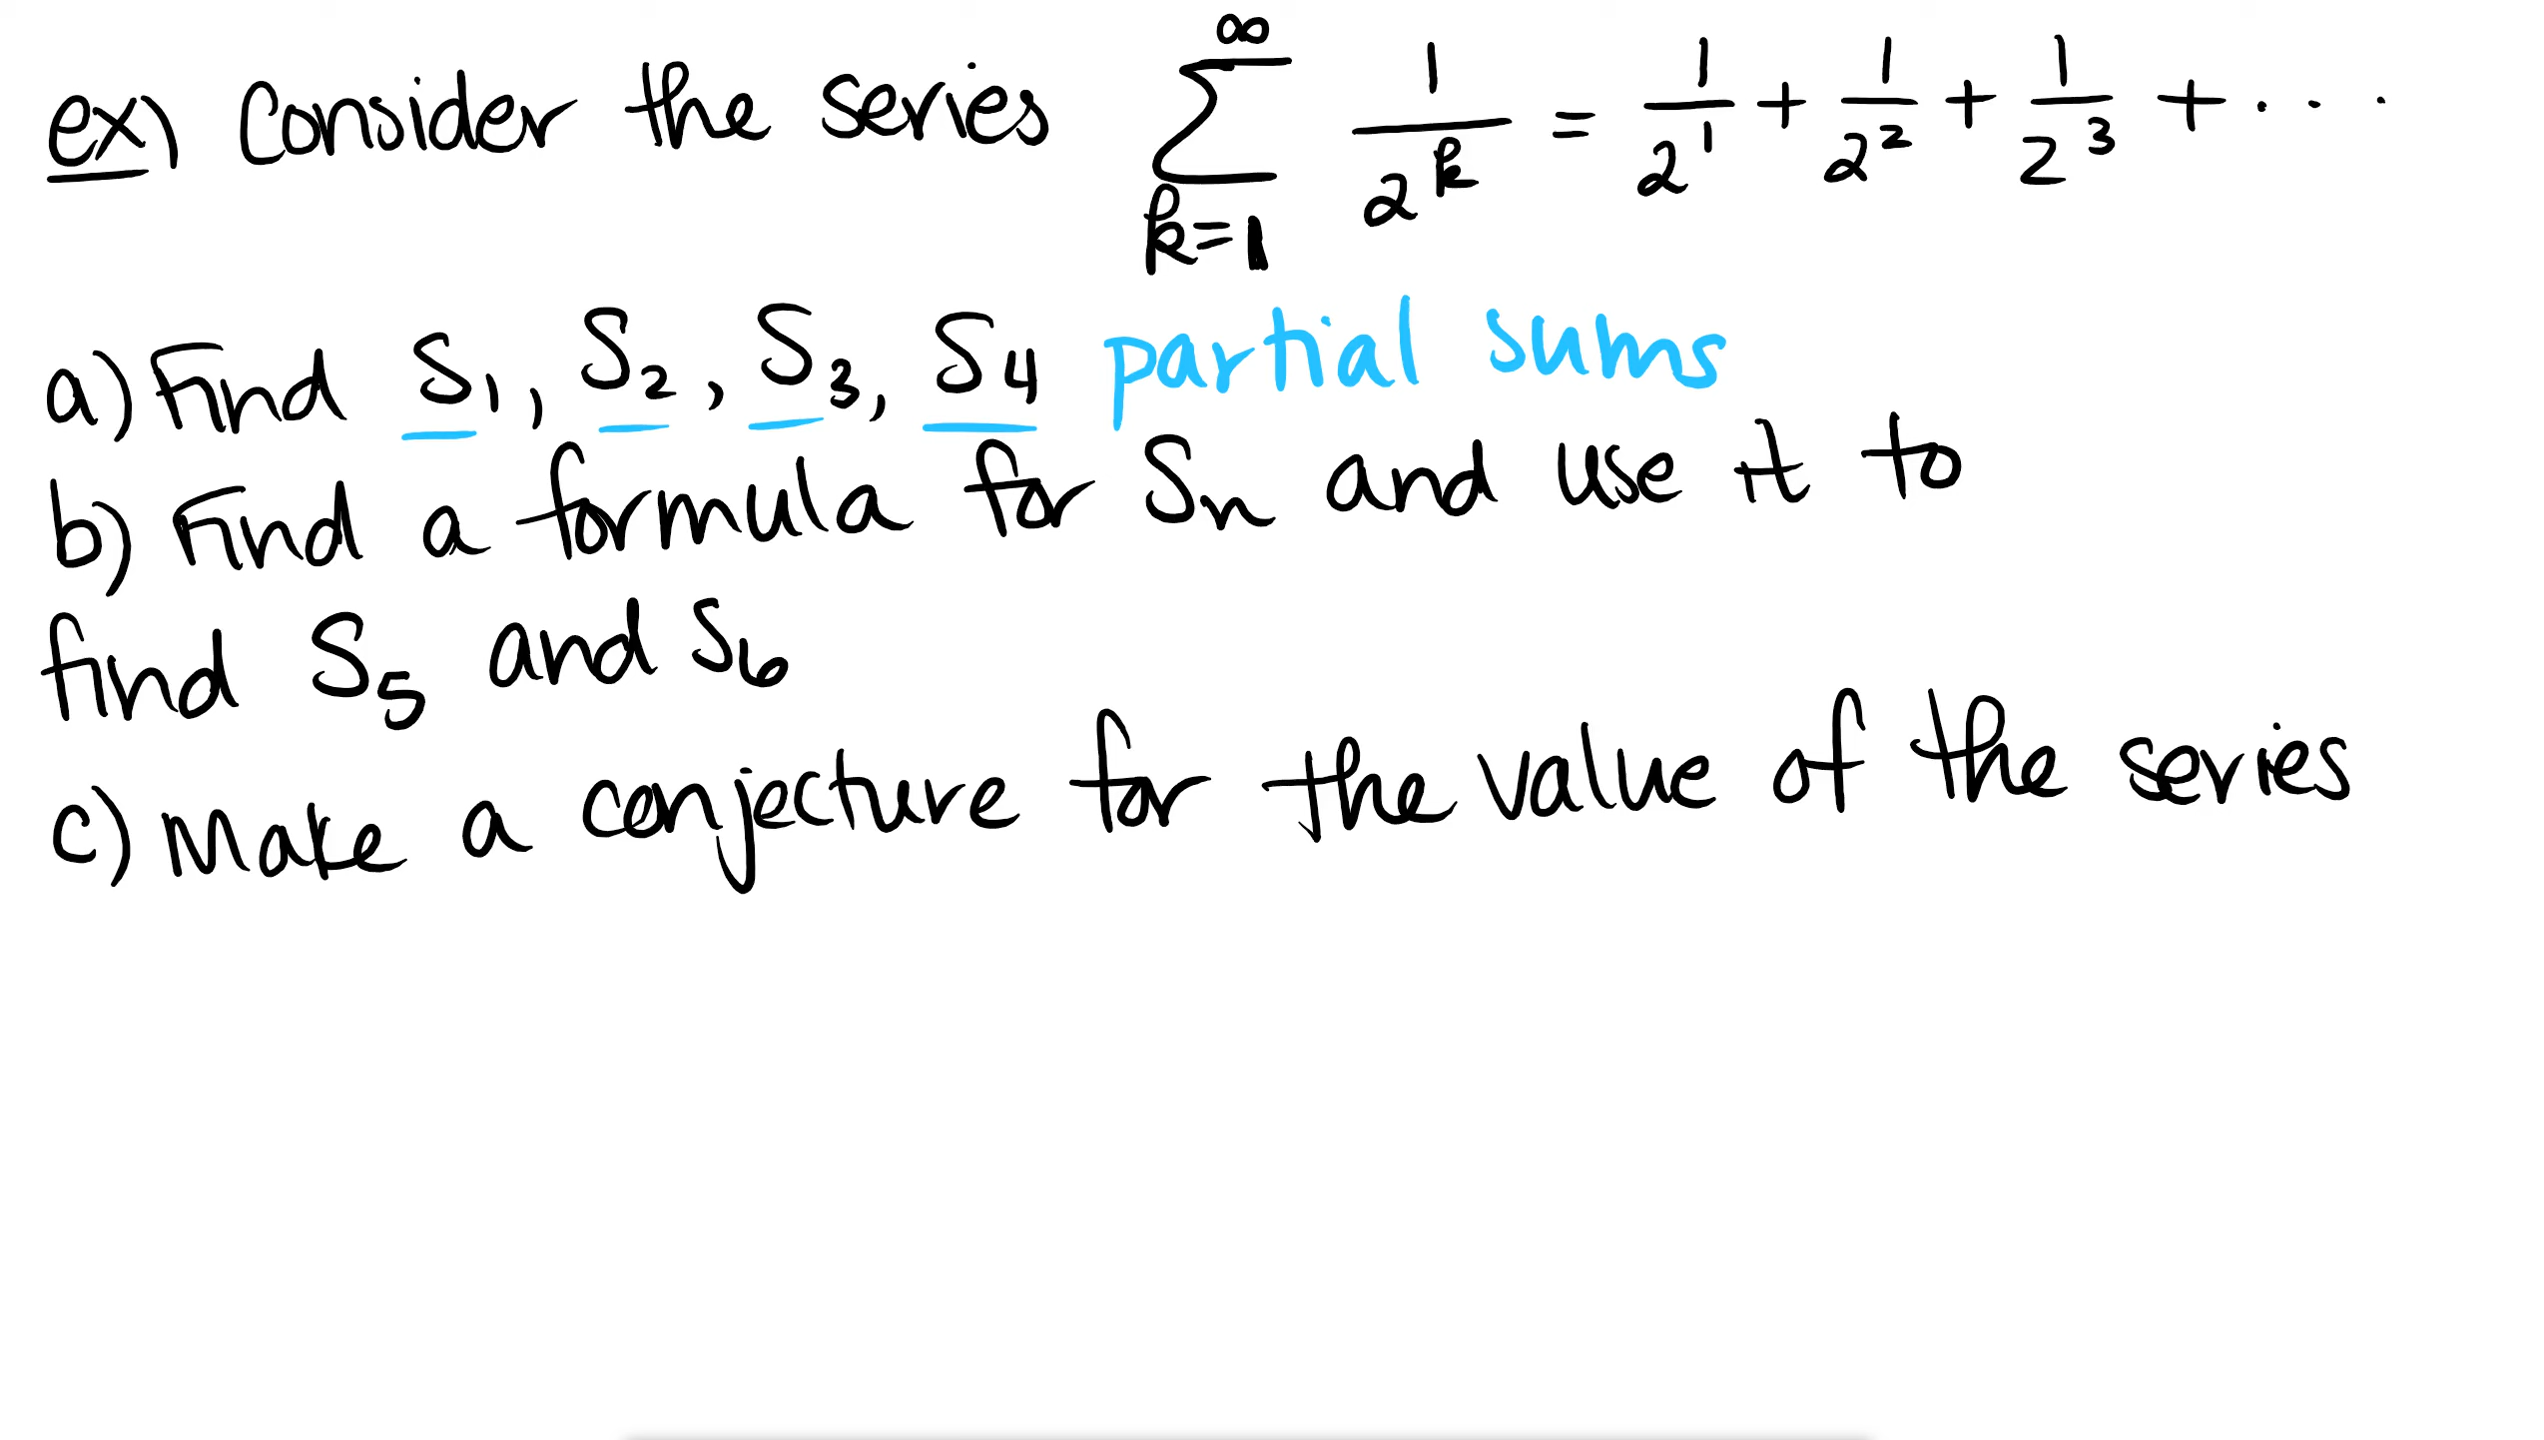 ex) Consider the series ∞∑k=1 1/2^k = 1/2^1 + 1/2^2 + 1/2^3 + ...
a) Find S₁, S₂, S₃, S₄ partial sums
b) Find a formula for Sₙ and use it to
find S₅ and S₆
c) Make a conjecture for the value of the series